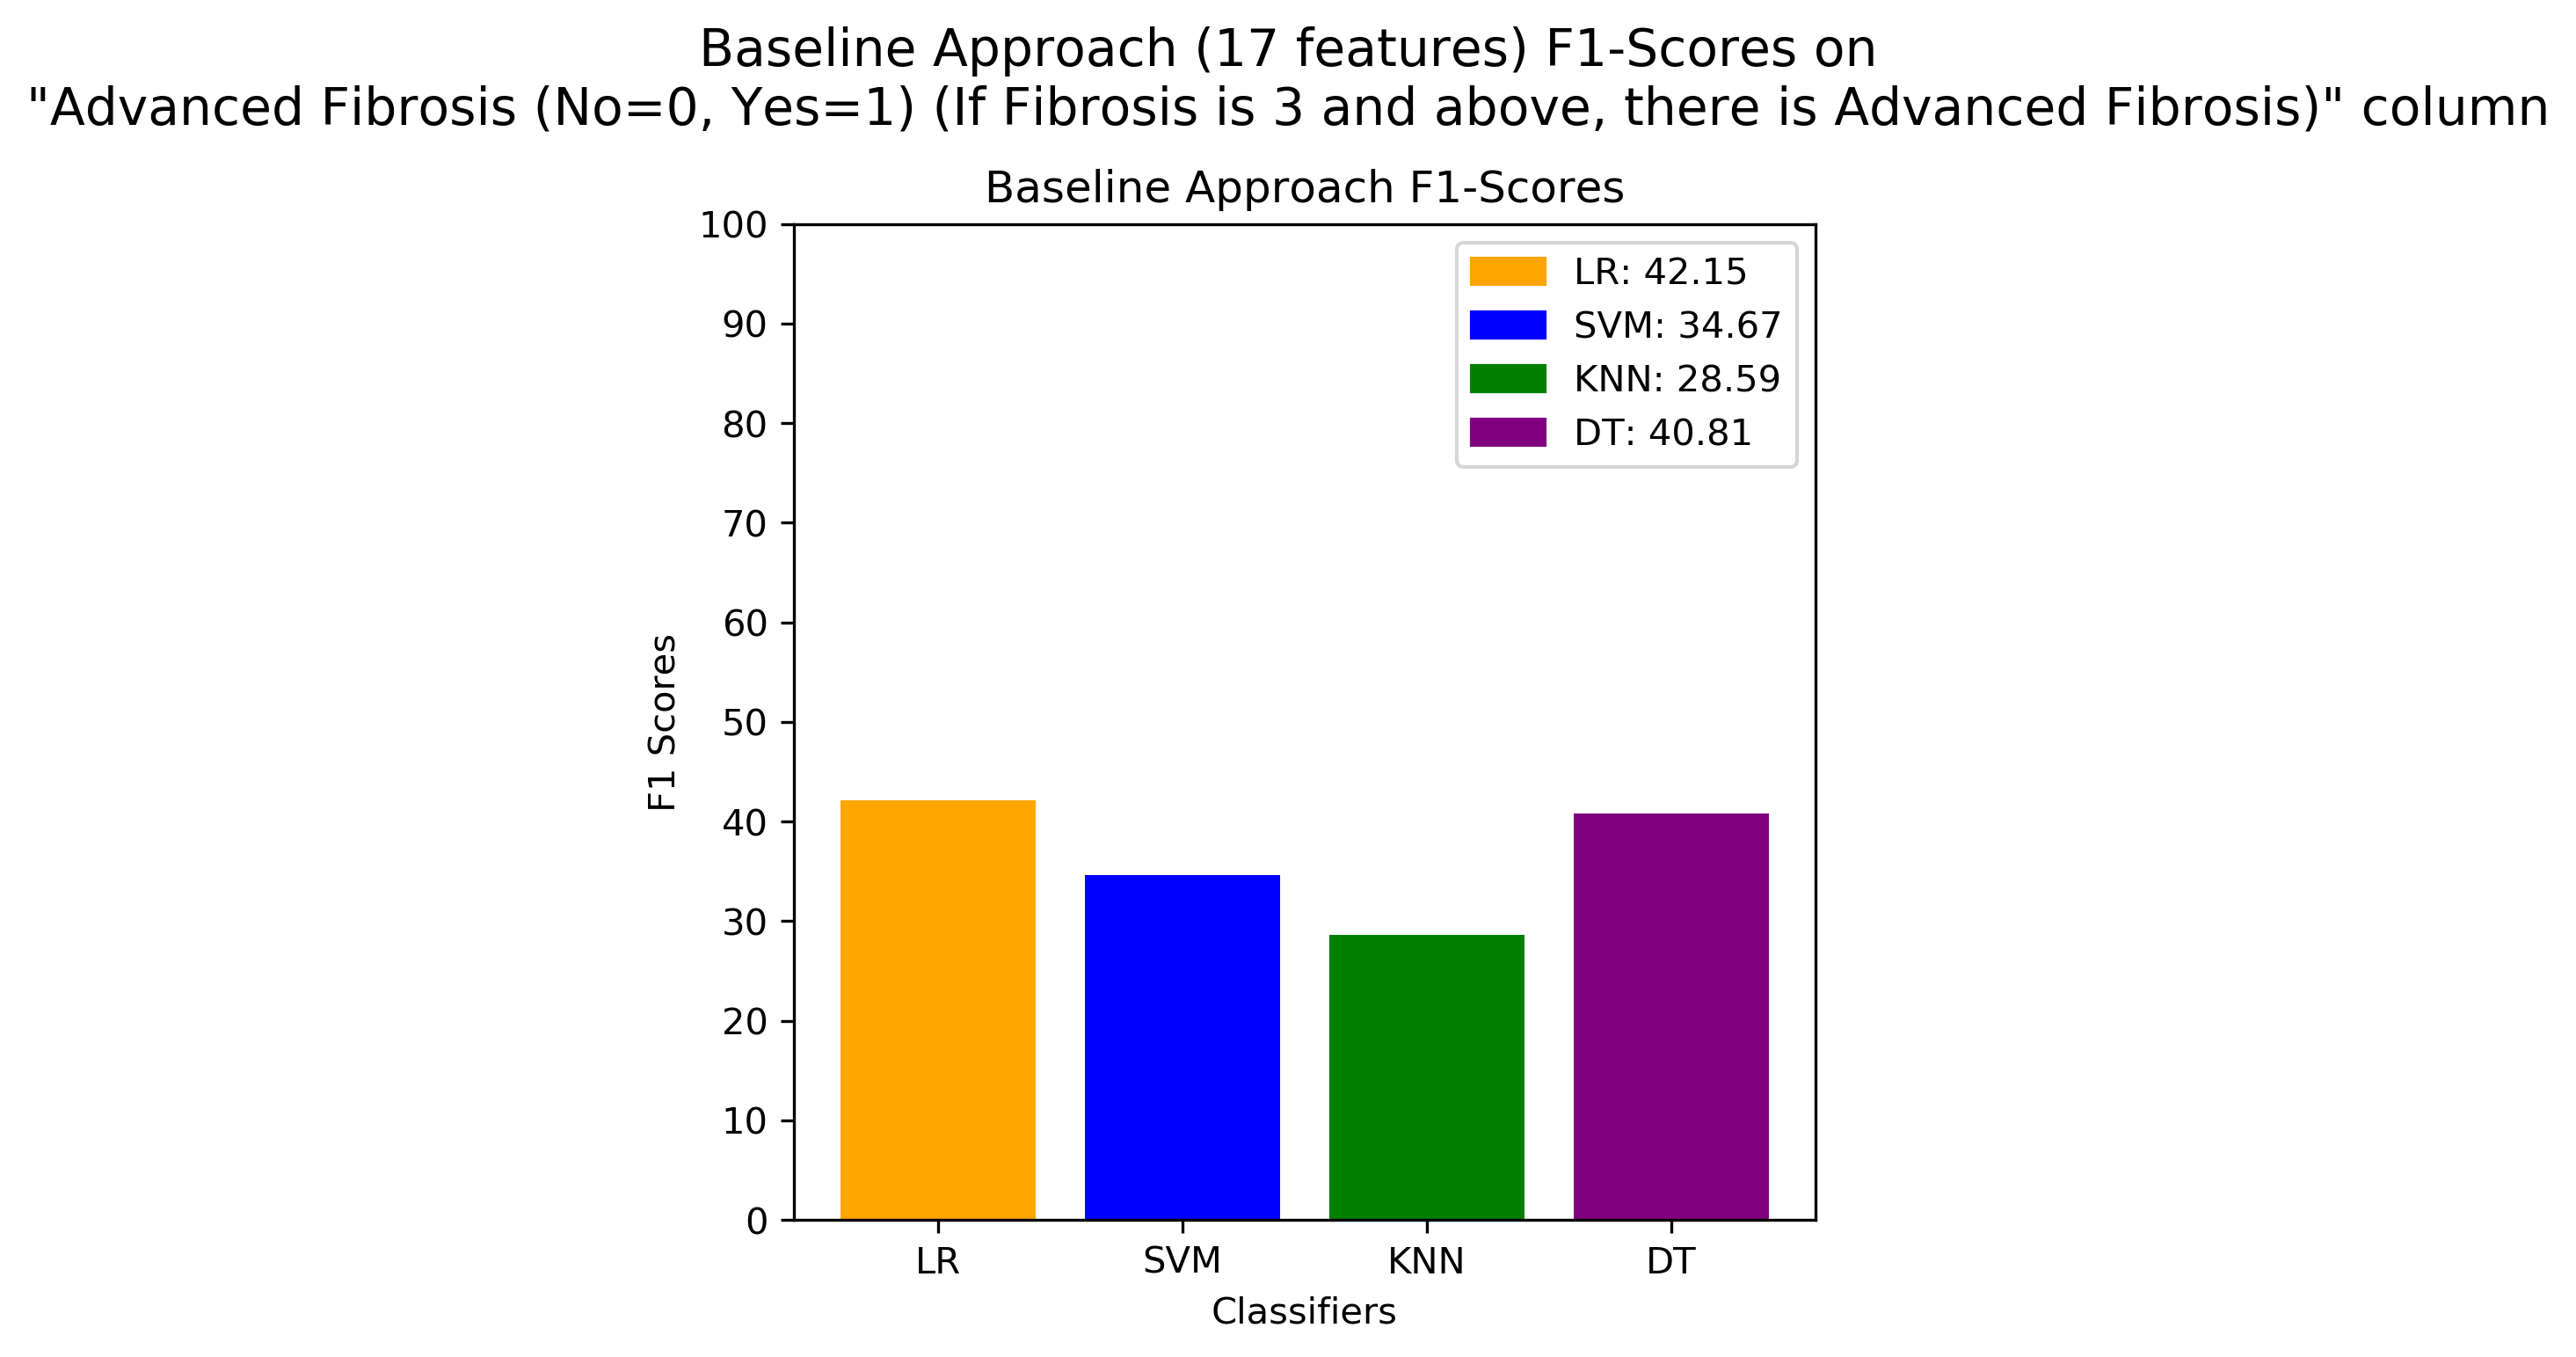 Baseline Approach (17 features) F1-Scores on
"Advanced Fibrosis (No=0, Yes=1) (If Fibrosis is 3 and above, there is Advanced Fibrosis)" column
Baseline Approach F1-Scores
100
90
80
70
60
50
40
30
20
10
0
F1 Scores
LR: 42.15
SVM: 34.67
KNN: 28.59
DT: 40.81
LR
SVM
KNN
DT
Classifiers